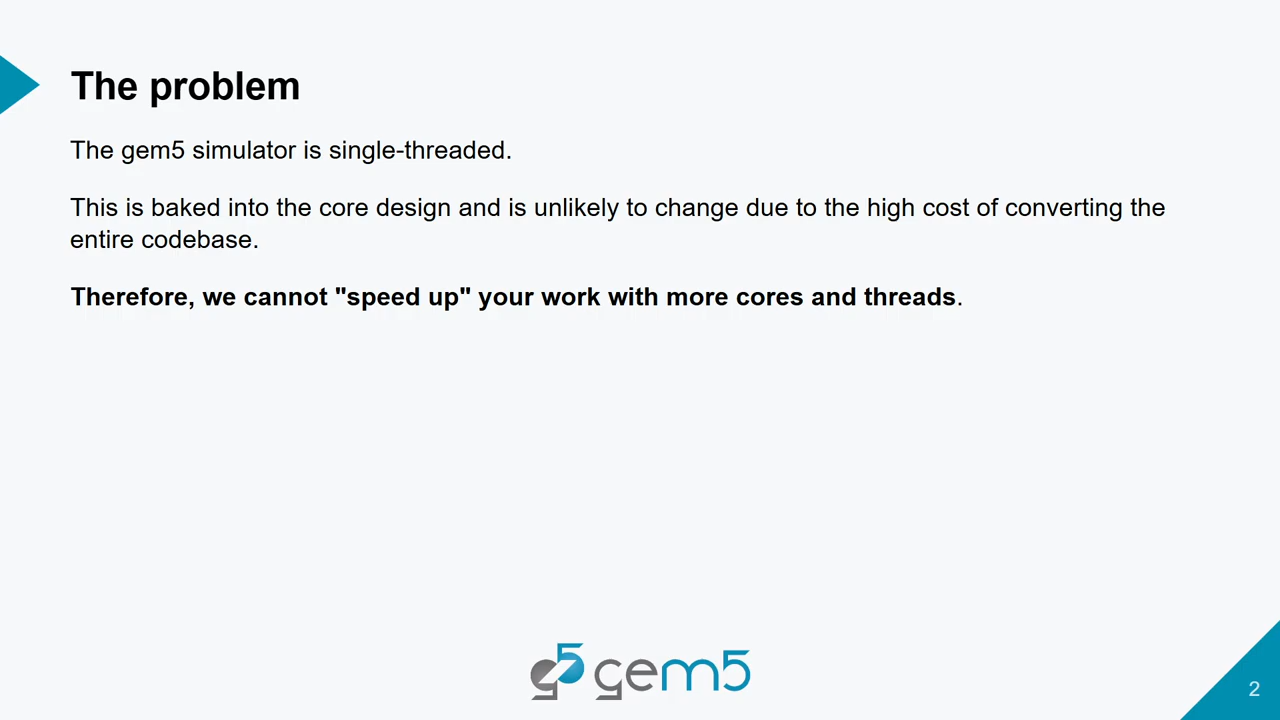 The problem
The gem5 simulator is single-threaded.
This is baked into the core design and is unlikely to change due to the high cost of converting the
entire codebase.
Therefore, we cannot "speed up" your work with more cores and threads.
g5 gem5
2